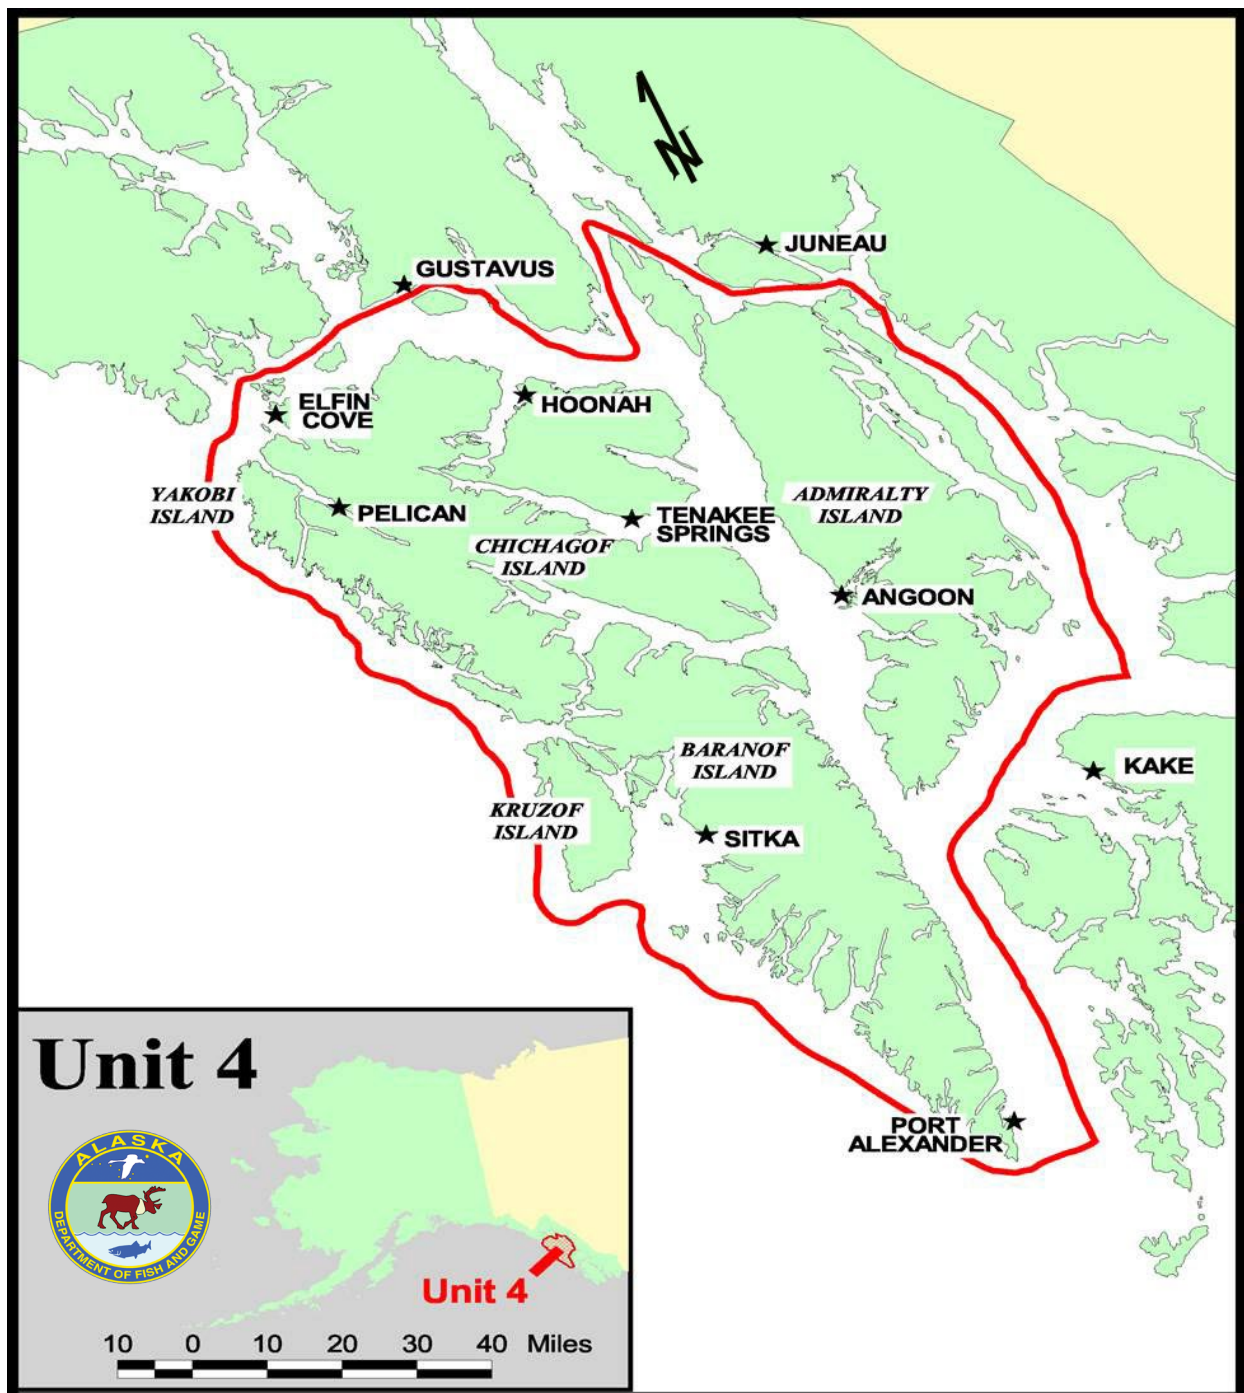 N
JUNEAU
GUSTAVUS
ELFIN
COVE
HOONAH
YAKOBI
ISLAND
PELICAN
ADMIRALTY
ISLAND
TENAKEE
SPRINGS
CHICHAGOF
ISLAND
ANGOON
BARANOF
ISLAND
KAKE
KRUZOF
ISLAND
SITKA
PORT
ALEXANDER
Unit 4
ALASKA
DEPARTMENT OF FISH AND GAME
Unit 4
10 0 10 20 30 40 Miles